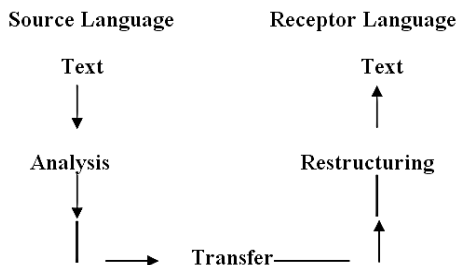 Source Language Receptor Language
Text Text
Analysis Restructuring
Transfer